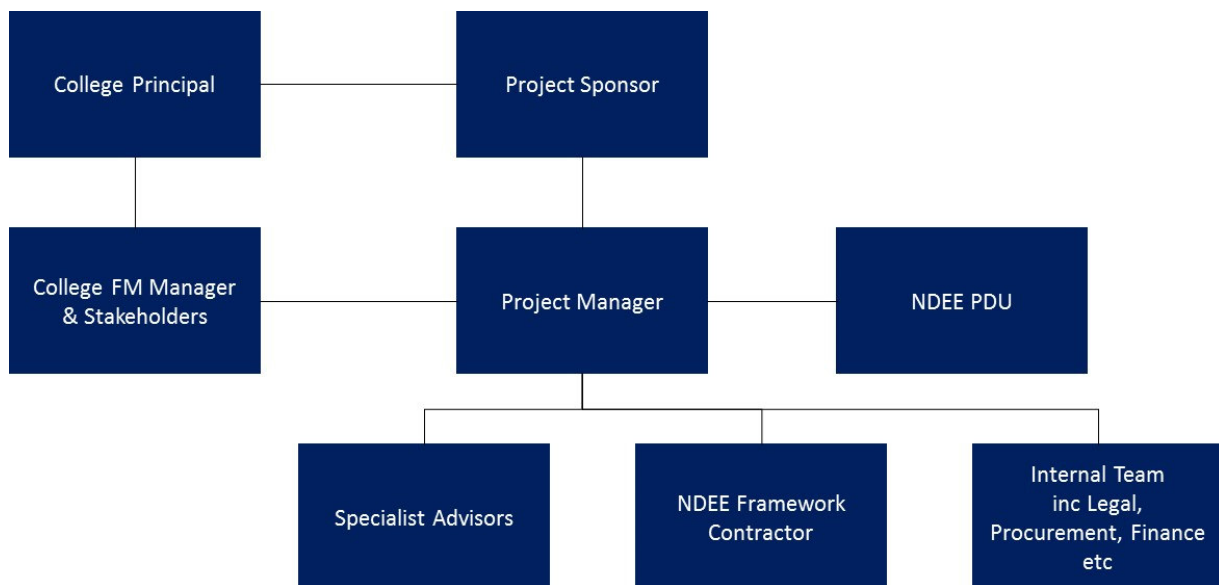 College Principal
Project Sponsor
College FM Manager
& Stakeholders
Project Manager
NDEE PDU
Specialist Advisors
NDEE Framework
Contractor
Internal Team
inc Legal,
Procurement, Finance
etc